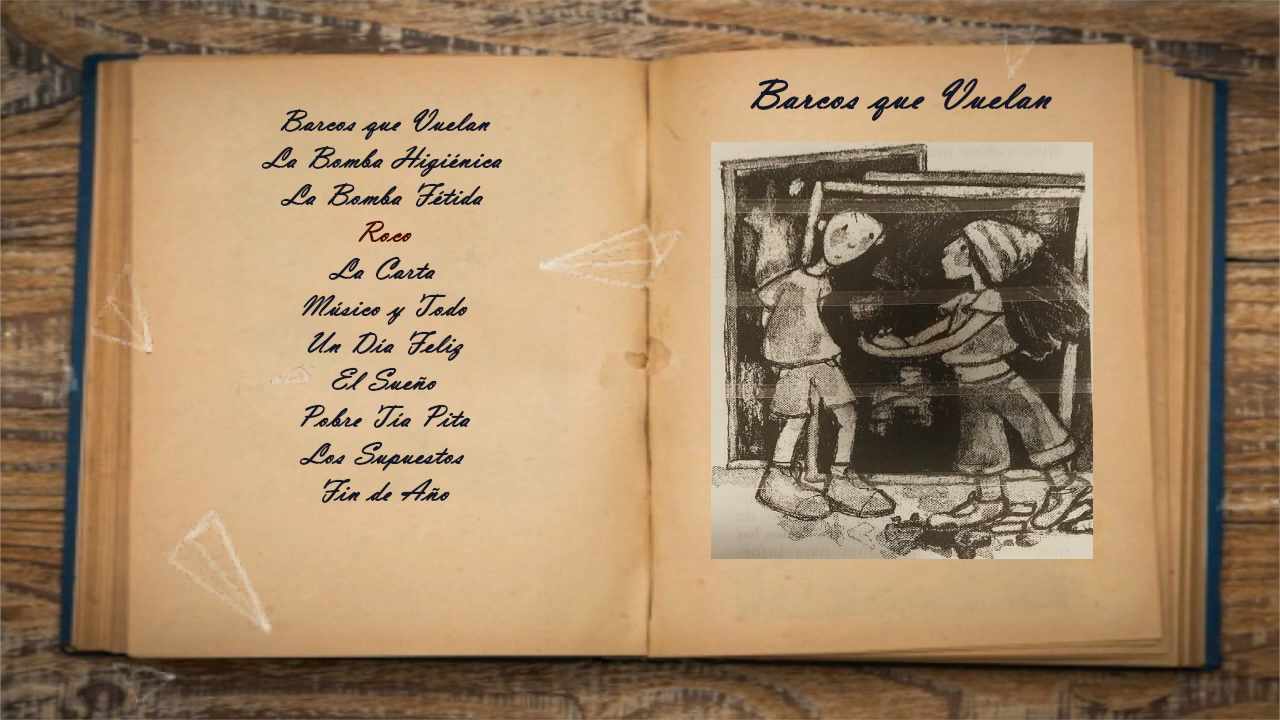 Barcos que Vuelan
La Bomba Higiénica
La Bomba Fétida
Roco
La Carta
Músico y Todo
Un Día Feliz
El Sueño
Pobre Tía Pita
Los Supuestos
Fin de Año
Barcos que Vuelan